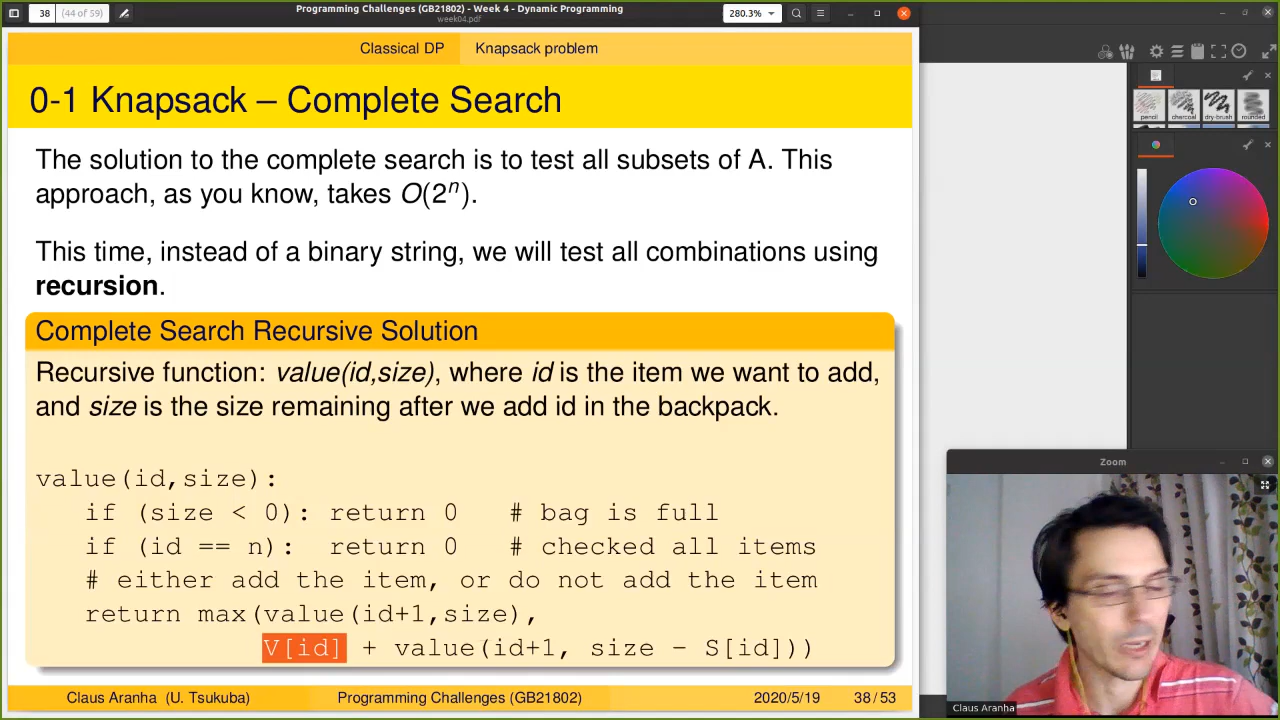 38
(44 of 59)
Programming Challenges (GB21802) - Week 4 - Dynamic Programming
week04.pdf
280.3%
Classical DP
Knapsack problem
0-1 Knapsack – Complete Search
The solution to the complete search is to test all subsets of A. This
approach, as you know, takes O(2ⁿ).
This time, instead of a binary string, we will test all combinations using
recursion.
Complete Search Recursive Solution
Recursive function: value(id,size), where id is the item we want to add,
and size is the size remaining after we add id in the backpack.
value(id,size):
if (size < 0): return 0 # bag is full
if (id == n): return 0 # checked all items
# either add the item, or do not add the item
return max(value(id+1,size),
V[id] + value(id+1, size - S[id]))
Claus Aranha (U. Tsukuba)
Programming Challenges (GB21802)
2020/5/19
38 / 53
pencil
charcoal
dry-brush
rounded
Zoom
Claus Aranha